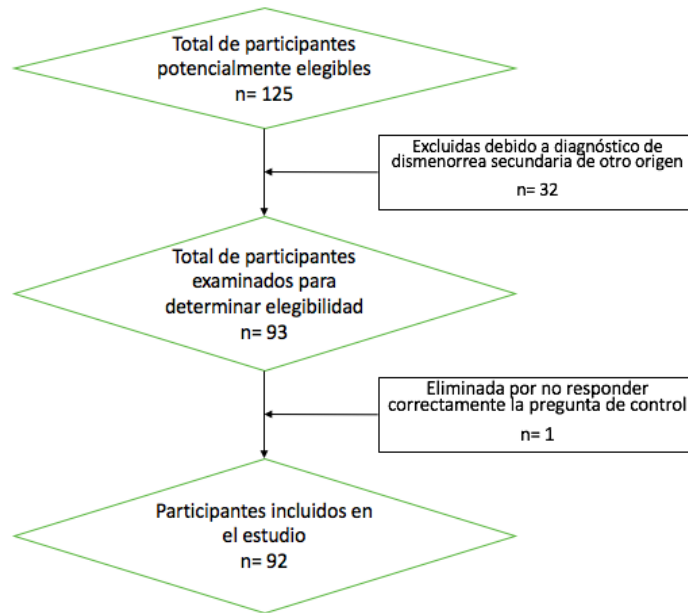 Total de participantes
potencialmente elegibles
n= 125
Excluidas debido a diagnóstico de
dismenorrea secundaria de otro origen
n= 32
Total de participantes
examinados para
determinar elegibilidad
n= 93
Eliminada por no responder
correctamente la pregunta de control
n= 1
Participantes incluidos en
el estudio
n= 92